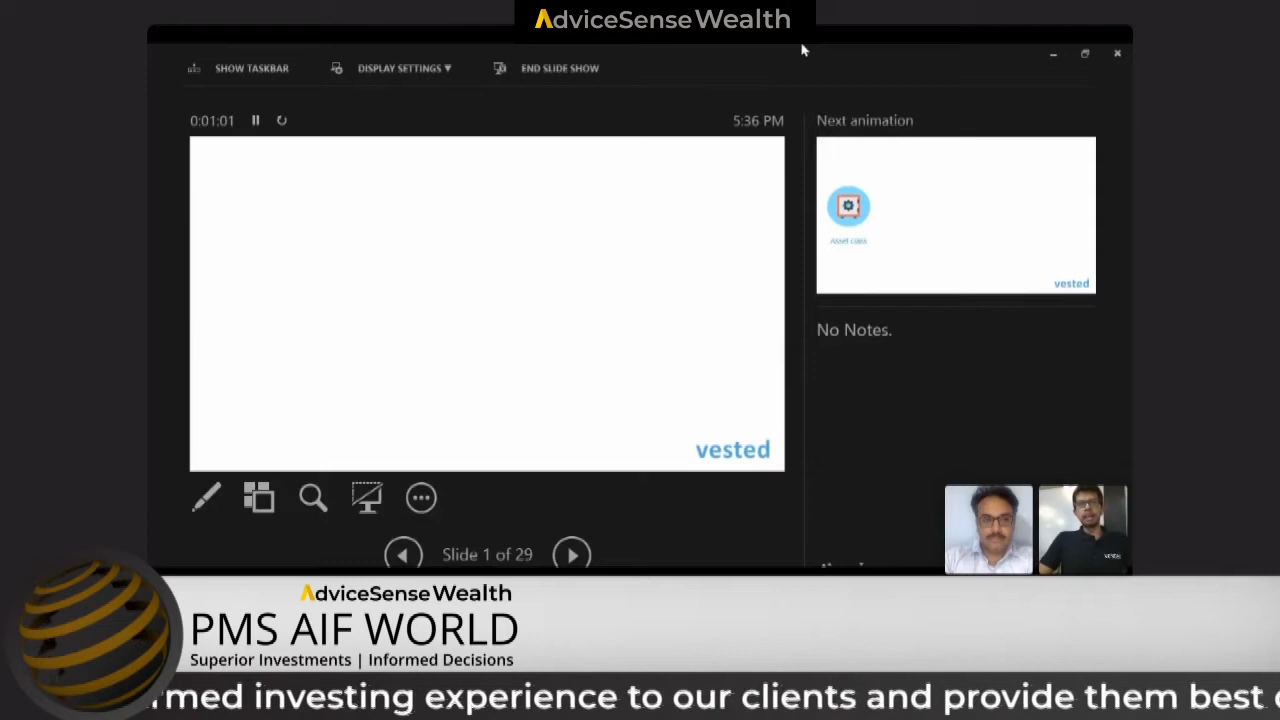 AdviceSense Wealth
SHOW TASKBAR
DISPLAY SETTINGS ▼
END SLIDE SHOW
0:01:01
5:36 PM
Next animation
Asset class
vested
vested
No Notes.
Slide 1 of 29
AdviceSense Wealth
PMS AIF WORLD
Superior Investments | Informed Decisions
rmed investing experience to our clients and provide them best